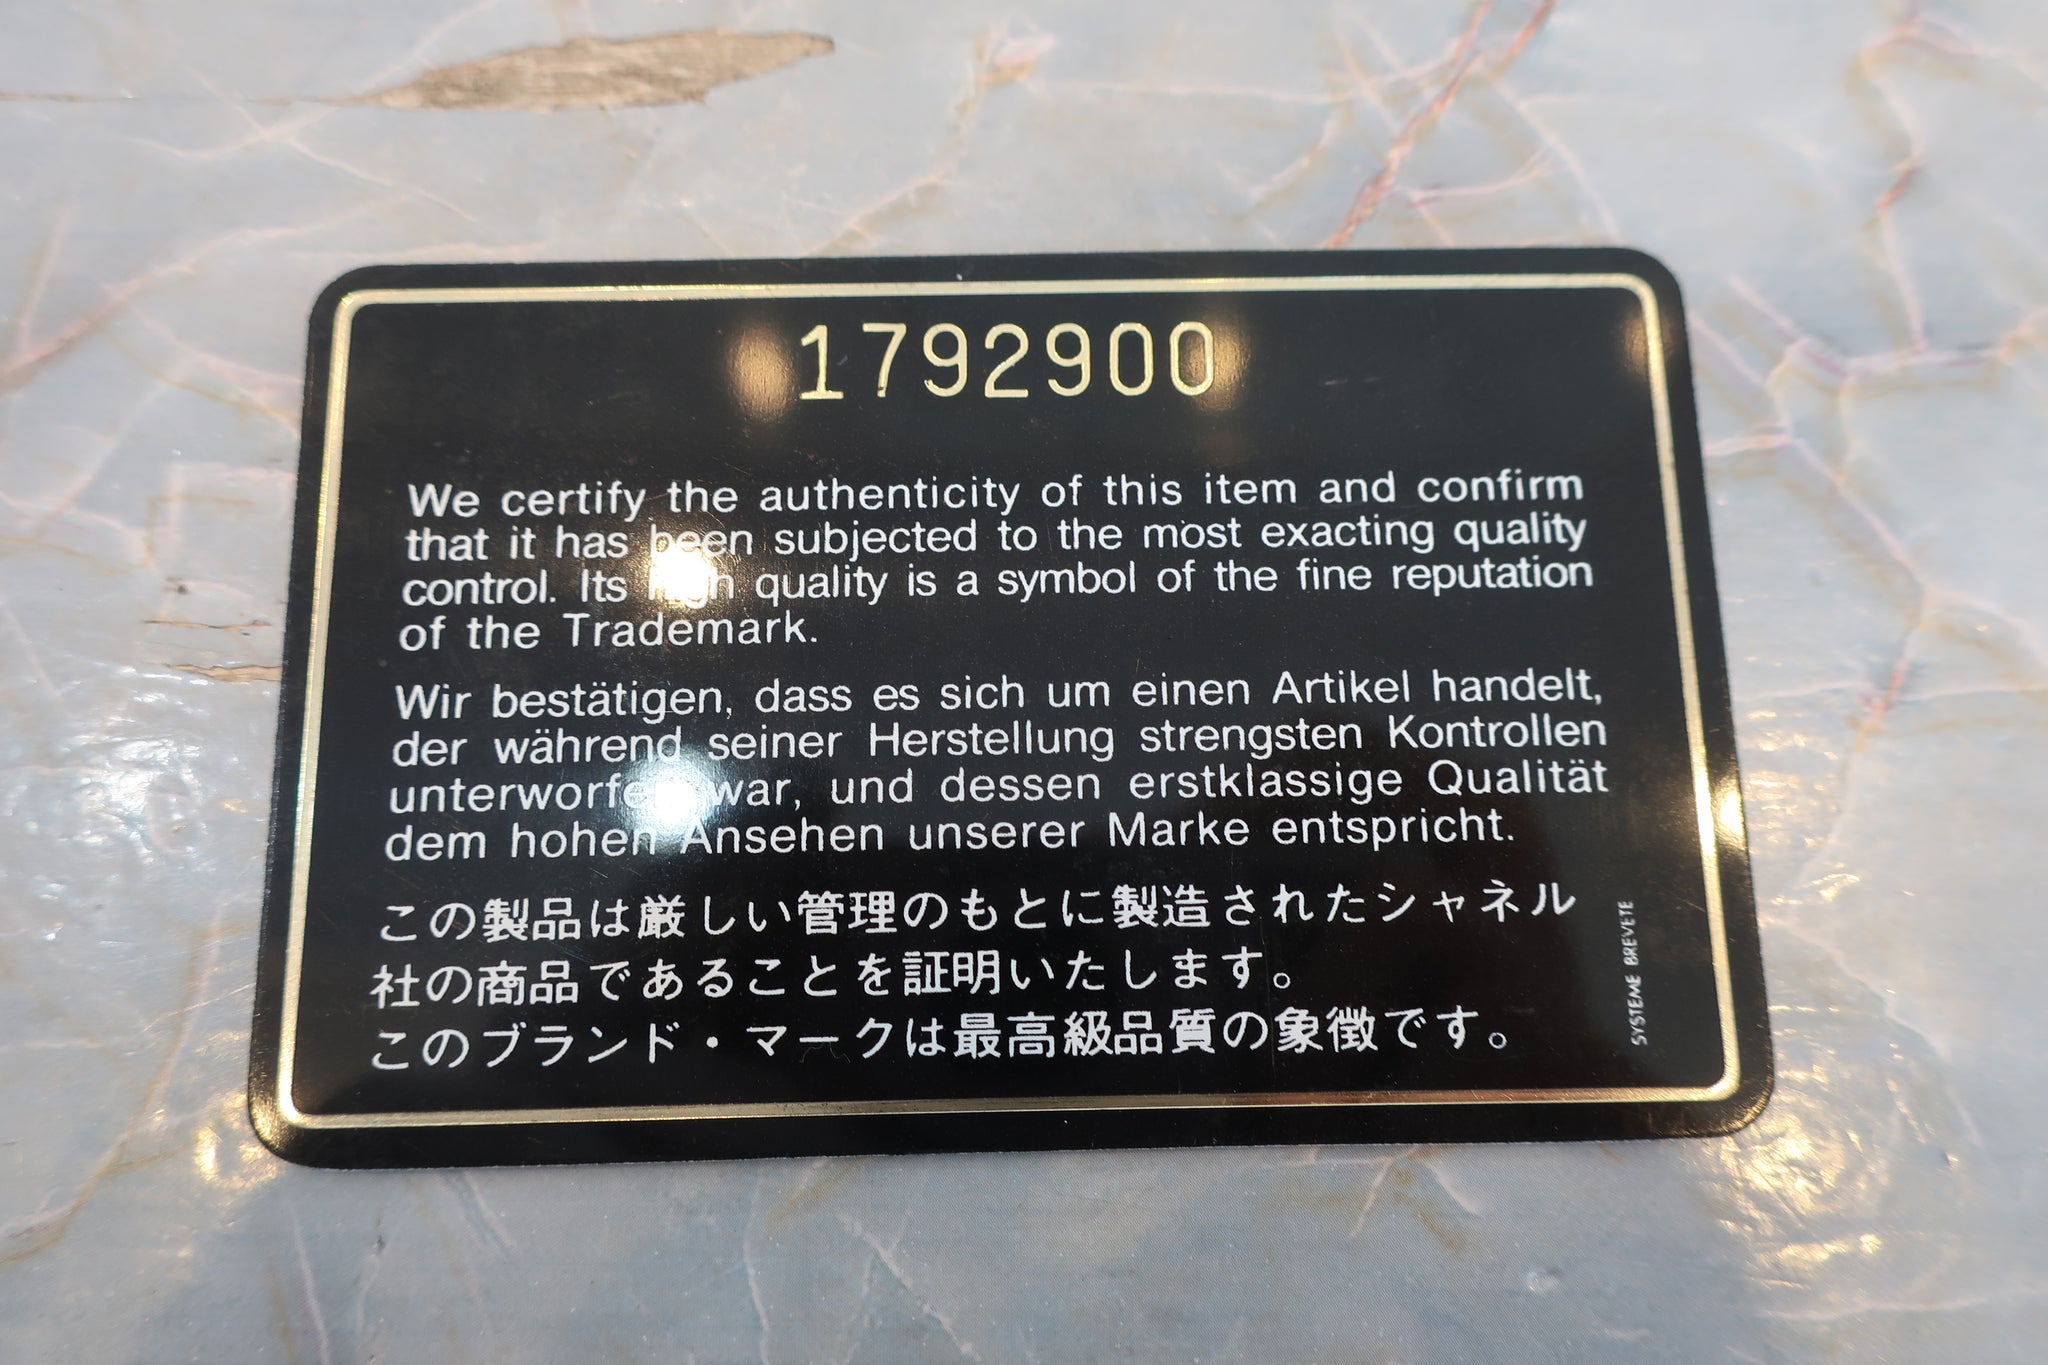 1792900
We certify the authenticity of this item and confirm
that it has been subjected to the most exacting quality
control. Its high quality is a symbol of the fine reputation
of the Trademark.
Wir bestätigen, dass es sich um einen Artikel handelt,
der während seiner Herstellung strengsten Kontrollen
unterworfen war, und dessen erstklassige Qualität
dem hohen Ansehen unserer Marke entspricht.
この製品は厳しい管理のもとに製造されたシャネル
社の商品であることを証明いたします。
このブランド・マークは最高級品質の象徴です。
SYSTEME BREVETE